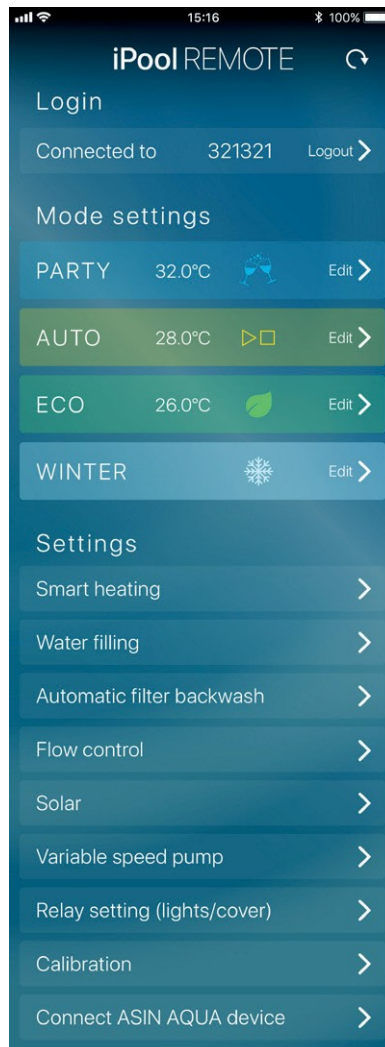 15:16 100%
iPool REMOTE
Login
Connected to 321321 Logout
Mode settings
PARTY 32.0°C Edit
AUTO 28.0°C Edit
ECO 26.0°C Edit
WINTER Edit
Settings
Smart heating
Water filling
Automatic filter backwash
Flow control
Solar
Variable speed pump
Relay setting (lights/cover)
Calibration
Connect ASIN AQUA device